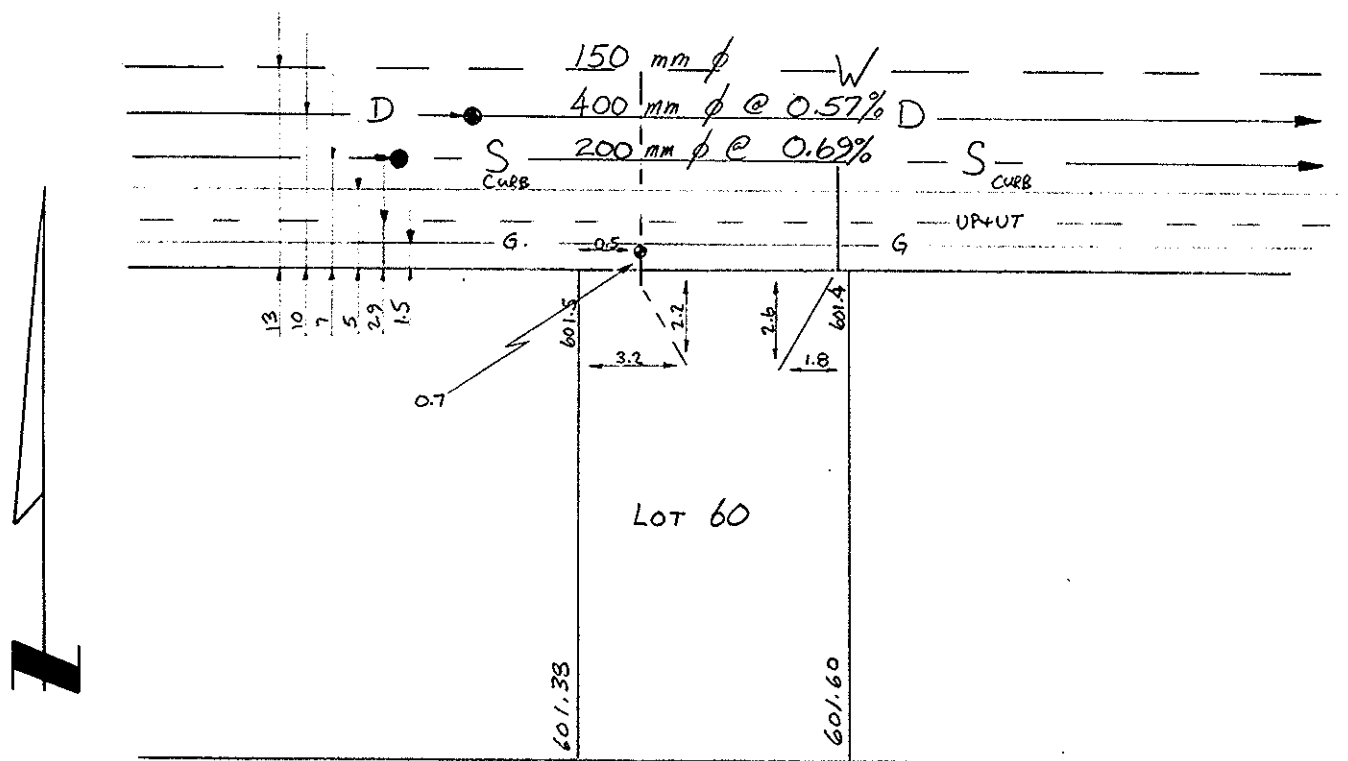 150 mm ϕ W
D 400 mm ϕ @ 0.57% D
S 200 mm ϕ @ 0.69% S
CURB CURB
UP+UT
G. 0.5 G
13 10 7 5 2.9 1.5
601.5 2.2 2.6 601.4
3.2 1.8
0.7
LOT 60
N
601.38 601.60